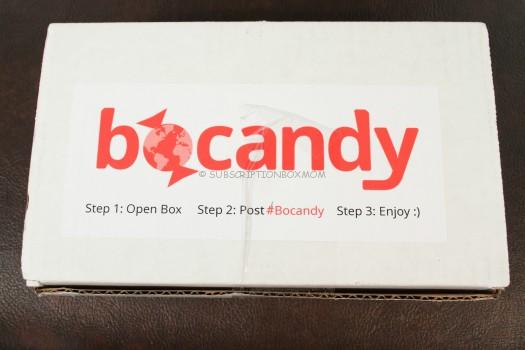 bocandy
© SUBSCRIPTIONBOXMOM
Step 1: Open Box Step 2: Post #Bocandy Step 3: Enjoy :)